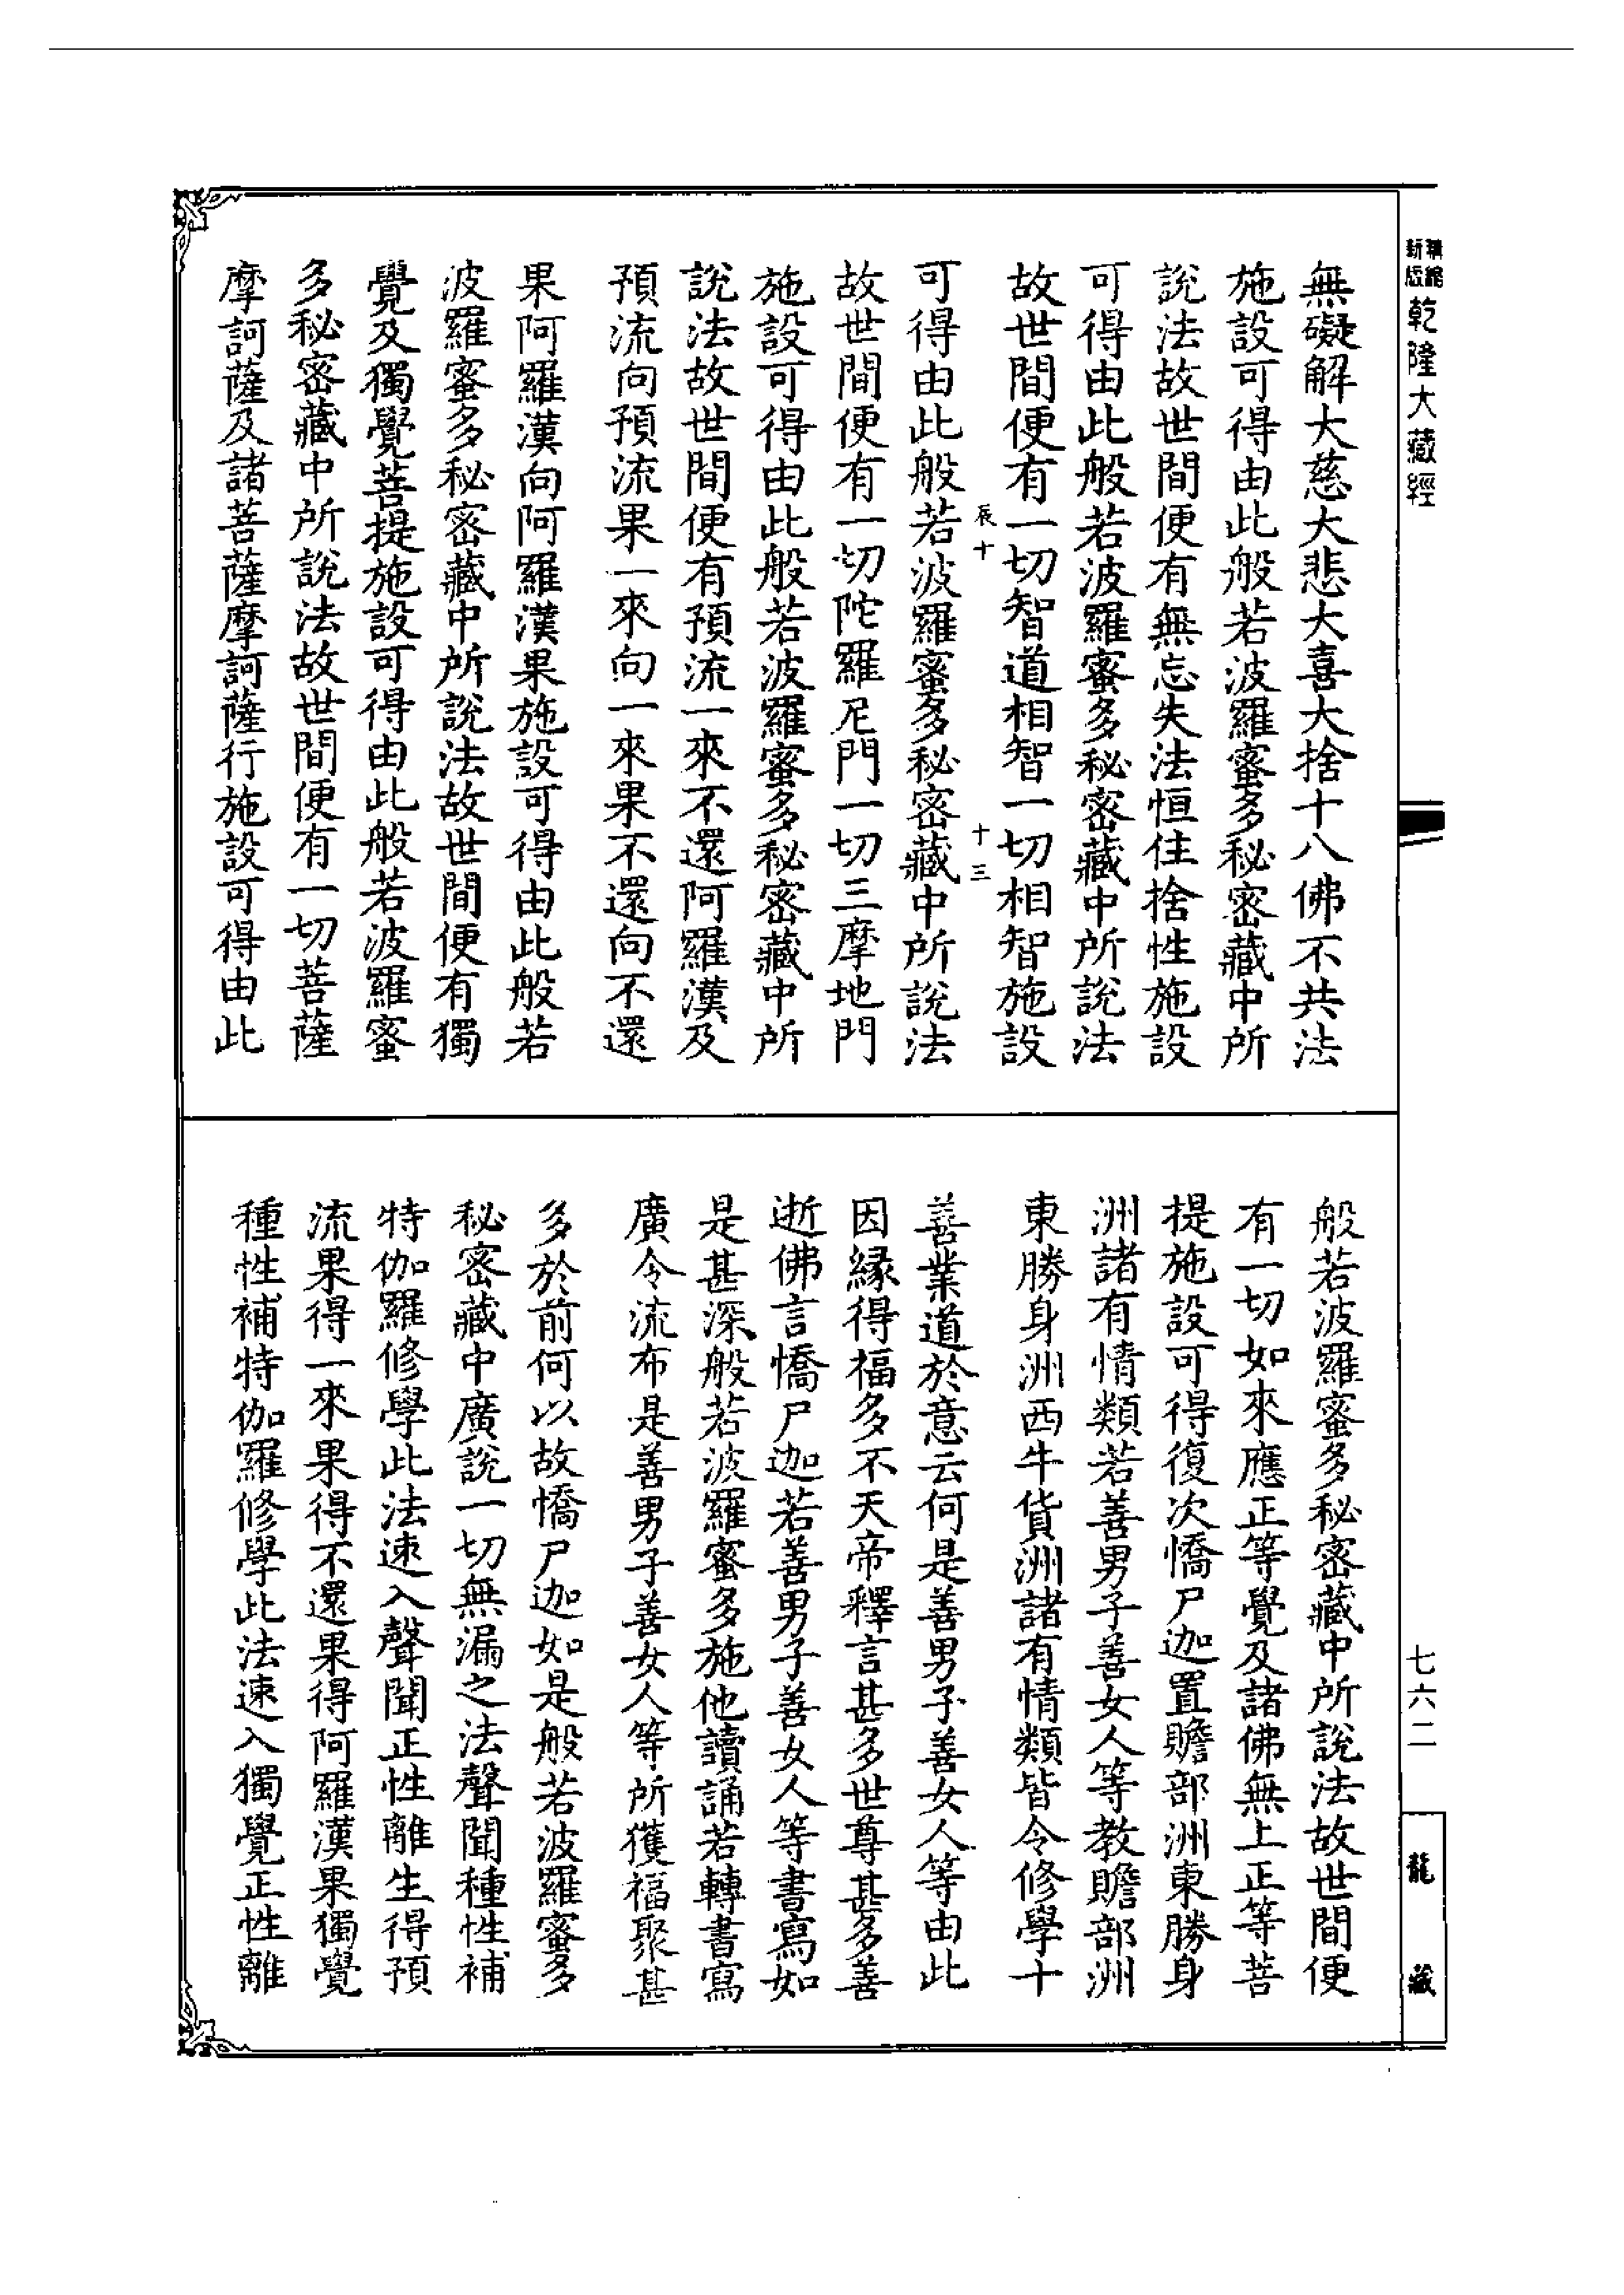 精縮新版乾隆大藏經
七六二
龍藏
無礙解大慈大悲大喜大捨十八佛不共法
施設可得由此般若波羅蜜多秘密藏中所
說法故世間便有無忘失法恒住捨性施設
可得由此般若波羅蜜多秘密藏中所說法
故世間便有一切智道相智一切相智施設
辰十
十三
可得由此般若波羅蜜多秘密藏中所說法
故世間便有一切陀羅尼門一切三摩地門
施設可得由此般若波羅蜜多秘密藏中所
說法故世間便有預流一來不還阿羅漢及
預流向預流果一來向一來果不還向不還
果阿羅漢向阿羅漢果施設可得由此般若
波羅蜜多秘密藏中所說法故世間便有獨
覺及獨覺菩提施設可得由此般若波羅蜜
多秘密藏中所說法故世間便有一切菩薩
摩訶薩及諸菩薩摩訶薩行施設可得由此
般若波羅蜜多秘密藏中所說法故世間便
有一切如來應正等覺及諸佛無上正等菩
提施設可得復次憍尸迦置贍部洲東勝身
洲諸有情類若善男子善女人等教贍部洲
東勝身洲西牛貨洲諸有情類皆令修學十
善業道於意云何是善男子善女人等由此
因緣得福多不天帝釋言甚多世尊甚多善
逝佛言憍尸迦若善男子善女人等書寫如
是甚深般若波羅蜜多施他讀誦若轉書寫
廣令流布是善男子善女人等所獲福聚甚
多於前何以故憍尸迦如是般若波羅蜜多
秘密藏中廣說一切無漏之法聲聞種性補
特伽羅修學此法速入聲聞正性離生得預
流果得一來果得不還果得阿羅漢果獨覺
種性補特伽羅修學此法速入獨覺正性離